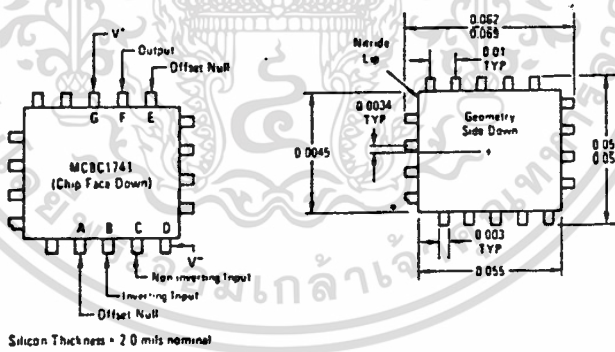 V+
Output
Offset Null
G F E
MCBC1741
(Chip Face Down)
A B C D
V-
Non-Inverting Input
Inverting Input
Offset Null
Silicon Thickness = 2.0 mils nominal
0.062
0.069
Nitride
Lip
0.01
TYP
0.0034
TYP
0.0045
Geometry
Side Down
+
0.003
TYP
0.055